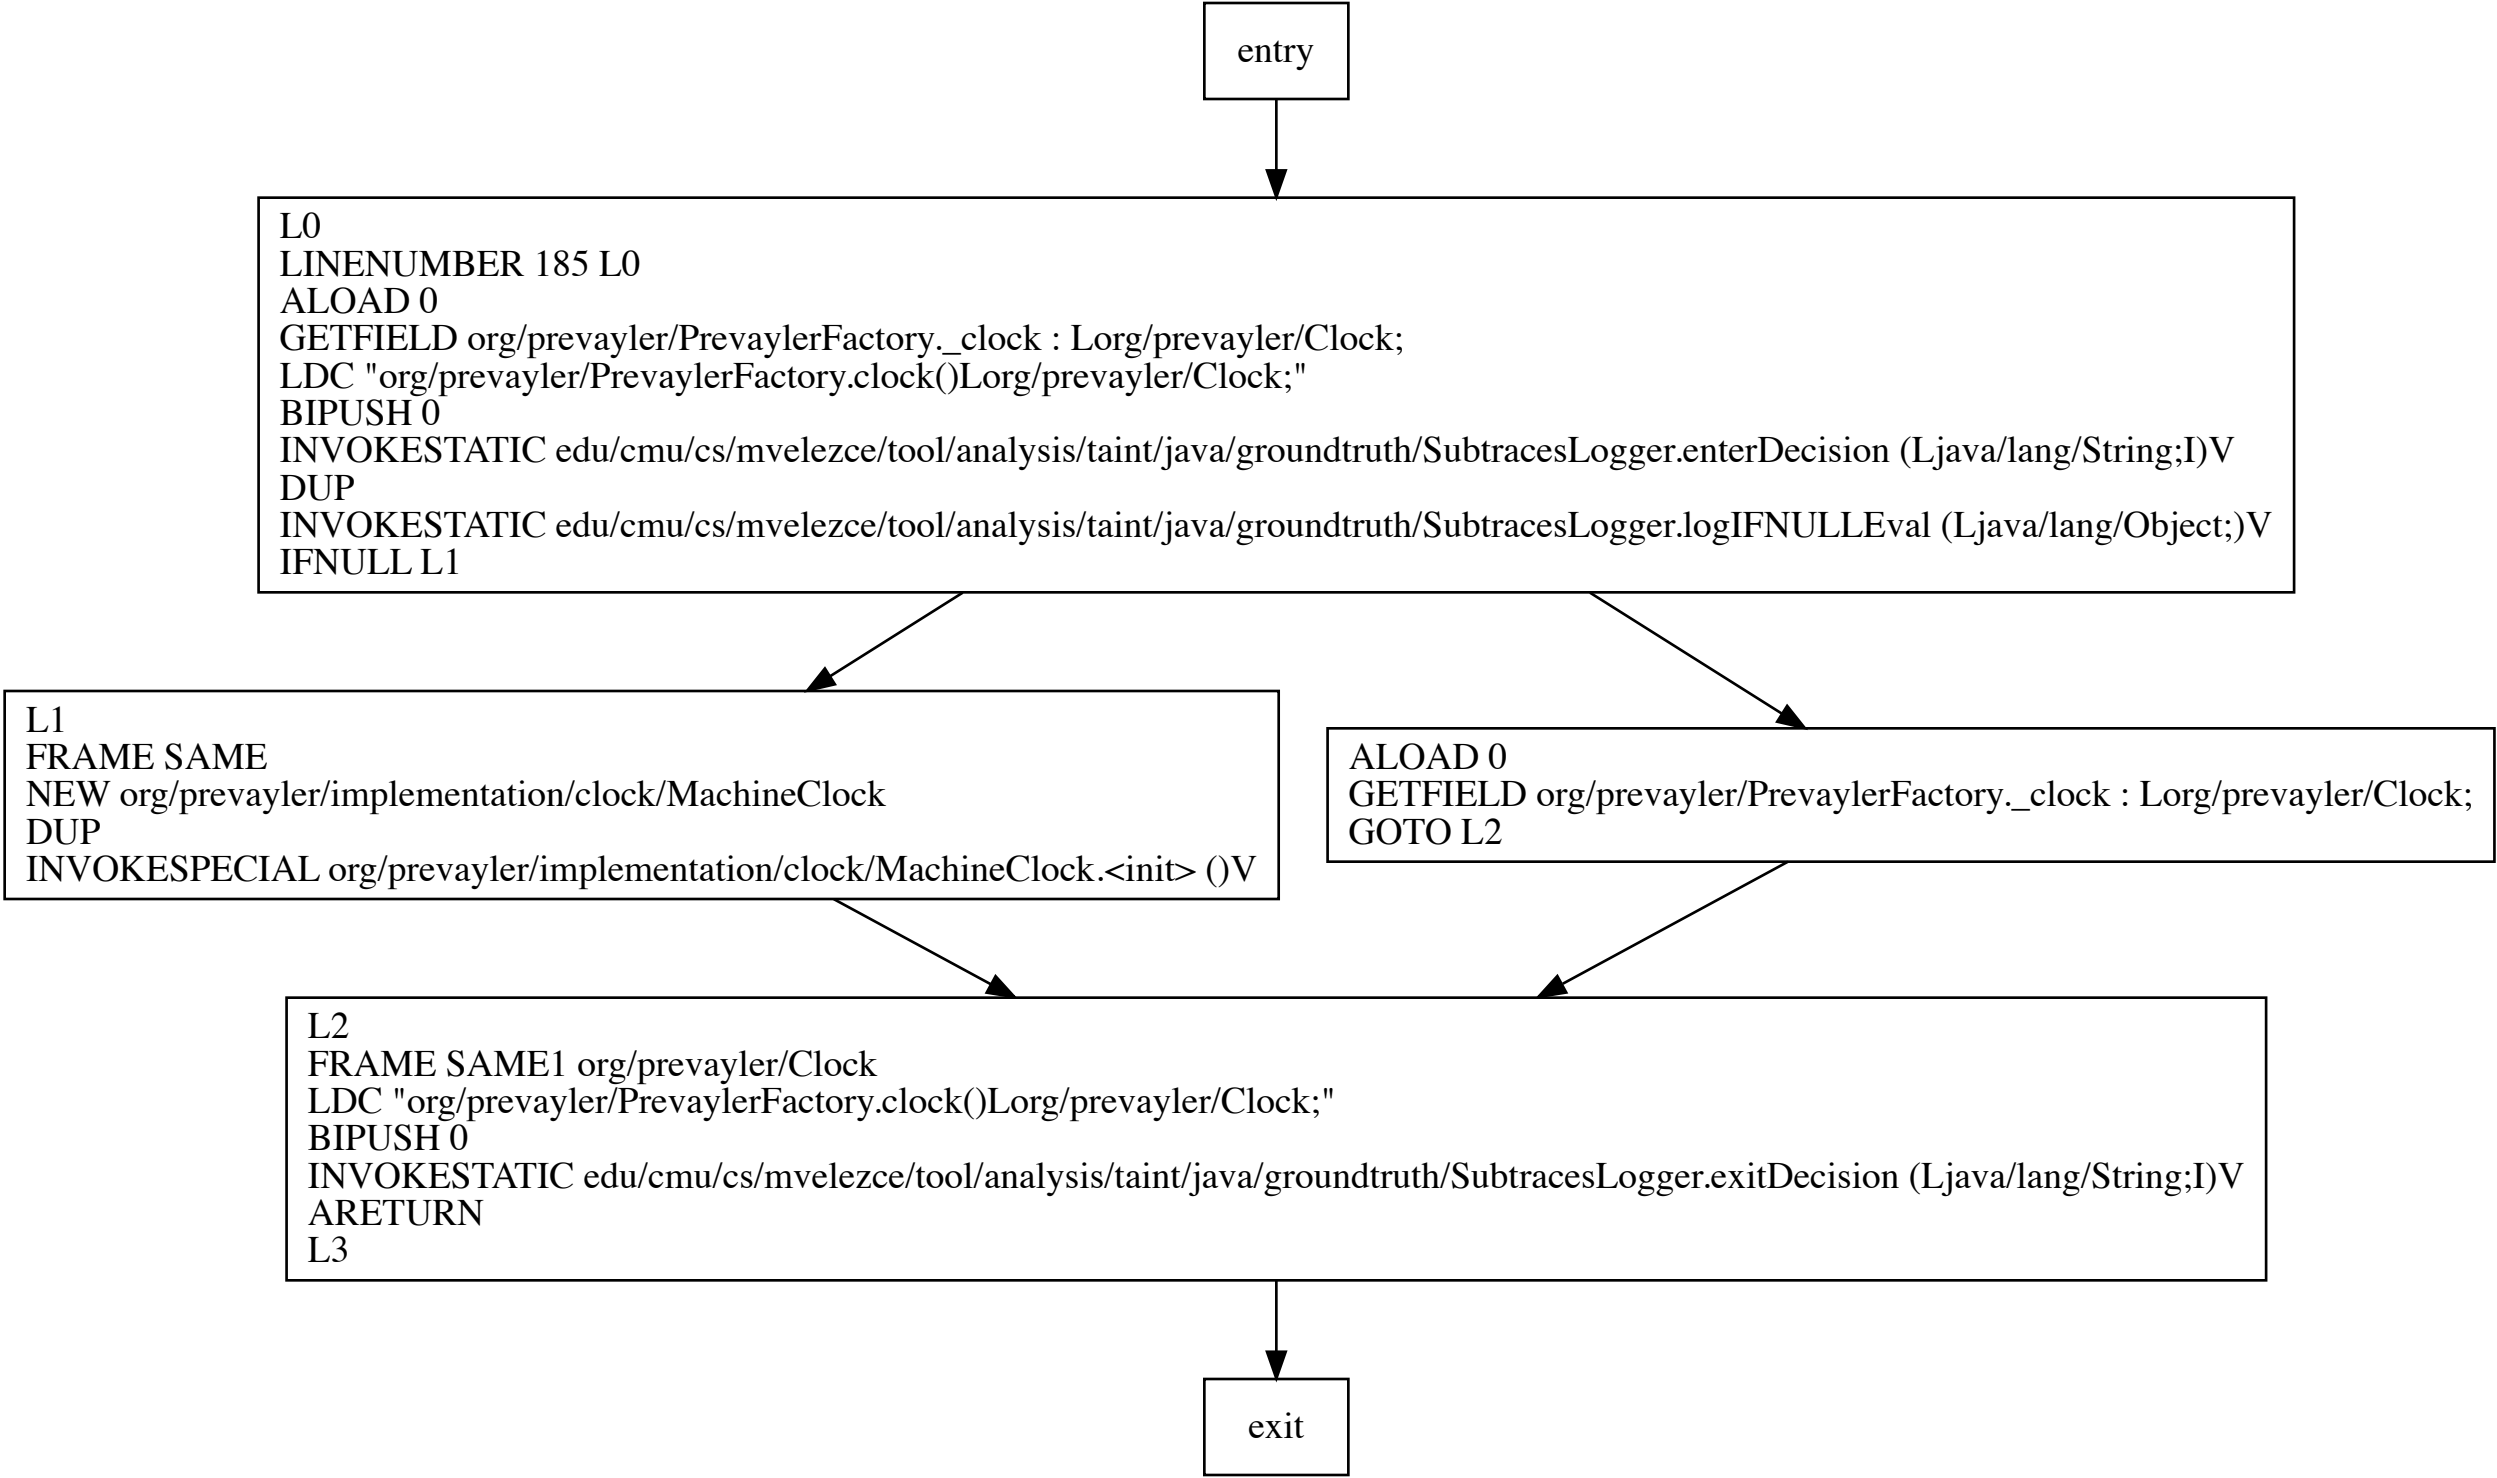 entry
L0
LINENUMBER 185 L0
ALOAD 0
GETFIELD org/prevayler/PrevaylerFactory._clock : Lorg/prevayler/Clock;
LDC "org/prevayler/PrevaylerFactory.clock()Lorg/prevayler/Clock;"
BIPUSH 0
INVOKESTATIC edu/cmu/cs/mvelezce/tool/analysis/taint/java/groundtruth/SubtracesLogger.enterDecision (Ljava/lang/String;I)V
DUP
INVOKESTATIC edu/cmu/cs/mvelezce/tool/analysis/taint/java/groundtruth/SubtracesLogger.logIFNULLEval (Ljava/lang/Object;)V
IFNULL L1
L1
FRAME SAME
NEW org/prevayler/implementation/clock/MachineClock
DUP
INVOKESPECIAL org/prevayler/implementation/clock/MachineClock.<init> ()V
ALOAD 0
GETFIELD org/prevayler/PrevaylerFactory._clock : Lorg/prevayler/Clock;
GOTO L2
L2
FRAME SAME1 org/prevayler/Clock
LDC "org/prevayler/PrevaylerFactory.clock()Lorg/prevayler/Clock;"
BIPUSH 0
INVOKESTATIC edu/cmu/cs/mvelezce/tool/analysis/taint/java/groundtruth/SubtracesLogger.exitDecision (Ljava/lang/String;I)V
ARETURN
L3
exit